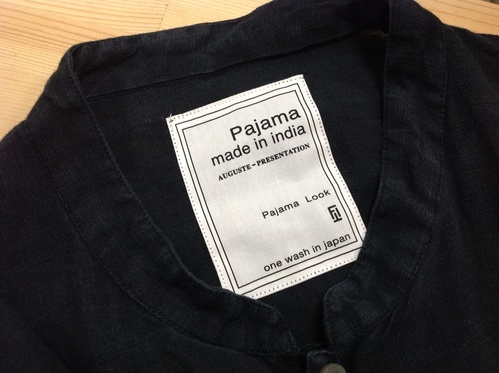 Pajama
made in india
AUGUSTE-PRESENTATION
Pajama Look
one wash in japan